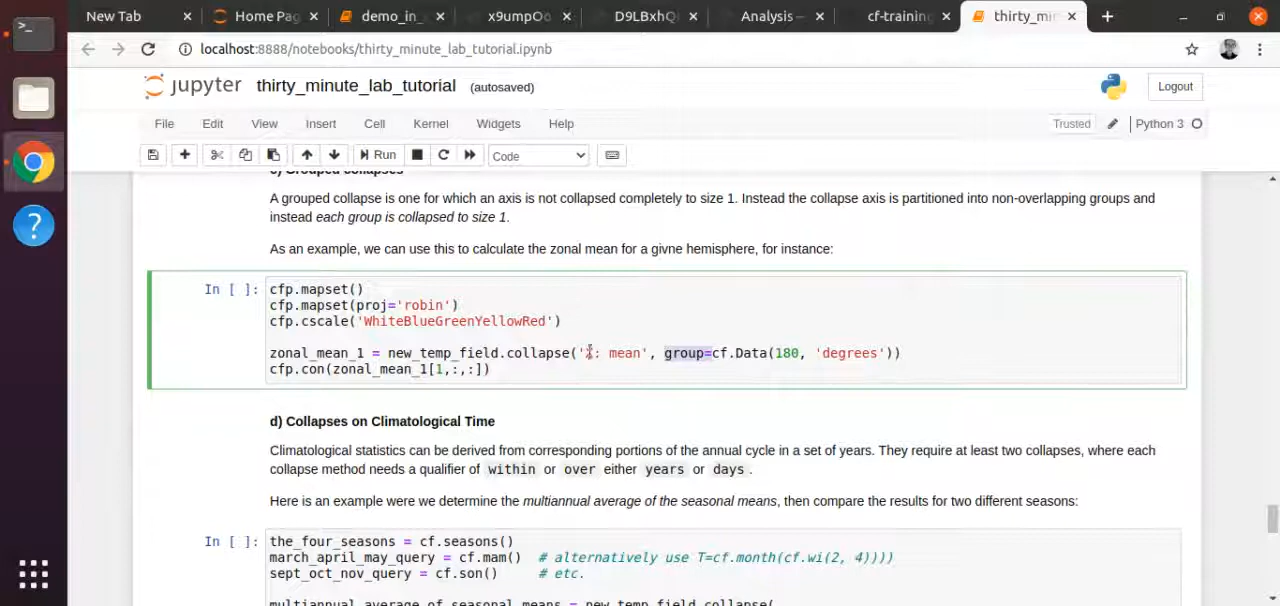 New Tab
Home Pag
demo_in_
x9umpOo
D9LBxhQ
Analysis –
cf-training
thirty_min
localhost:8888/notebooks/thirty_minute_lab_tutorial.ipynb
jupyter thirty_minute_lab_tutorial (autosaved)
Logout
File Edit View Insert Cell Kernel Widgets Help
Trusted
Python 3
Run
Code
c) Grouped collapses
A grouped collapse is one for which an axis is not collapsed completely to size 1. Instead the collapse axis is partitioned into non-overlapping groups and
instead each group is collapsed to size 1.
As an example, we can use this to calculate the zonal mean for a givne hemisphere, for instance:
In [ ]:
cfp.mapset()
cfp.mapset(proj='robin')
cfp.cscale('WhiteBlueGreenYellowRed')
zonal_mean_1 = new_temp_field.collapse(' : mean', group=cf.Data(180, 'degrees'))
cfp.con(zonal_mean_1[1,:,:])
d) Collapses on Climatological Time
Climatological statistics can be derived from corresponding portions of the annual cycle in a set of years. They require at least two collapses, where each
collapse method needs a qualifier of within or over either years or days .
Here is an example were we determine the multiannual average of the seasonal means, then compare the results for two different seasons:
In [ ]:
the_four_seasons = cf.seasons()
march_april_may_query = cf.mam() # alternatively use T=cf.month(cf.wi(2, 4))))
sept_oct_nov_query = cf.son() # etc.
multiannual_average_of_seasonal_means = new_temp_field.collapse(